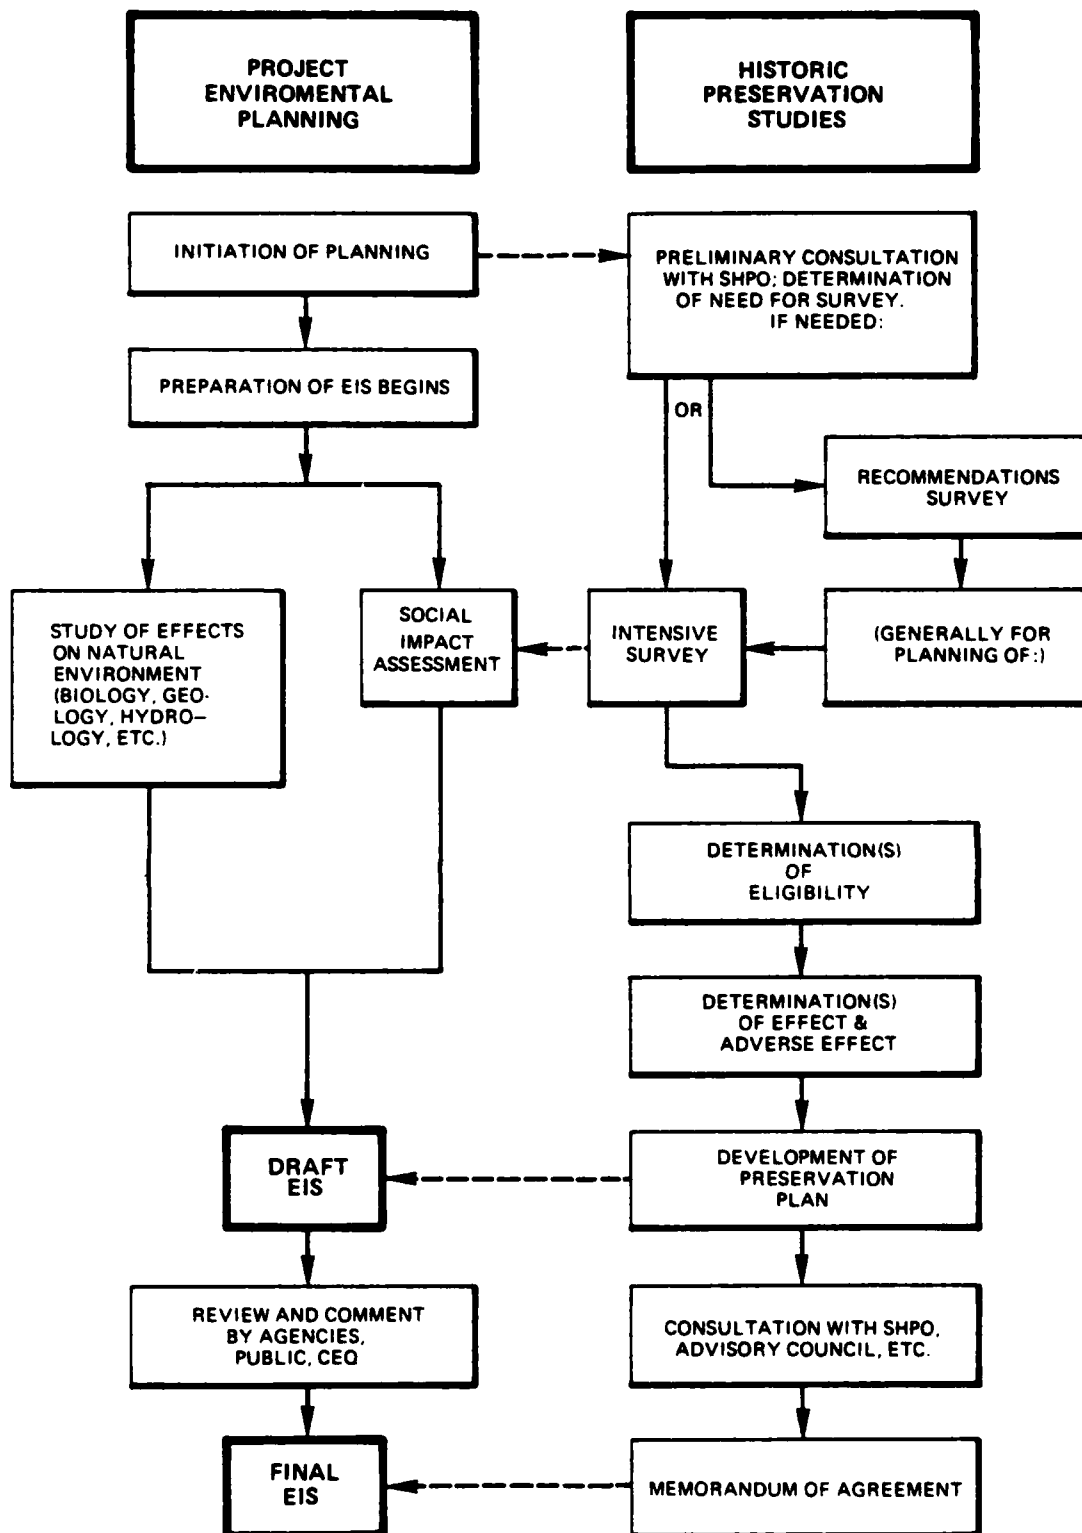 PROJECT
ENVIROMENTAL
PLANNING
HISTORIC
PRESERVATION
STUDIES
INITIATION OF PLANNING
PRELIMINARY CONSULTATION
WITH SHPO; DETERMINATION
OF NEED FOR SURVEY.
IF NEEDED:
PREPARATION OF EIS BEGINS
OR
RECOMMENDATIONS
SURVEY
STUDY OF EFFECTS
ON NATURAL
ENVIRONMENT
(BIOLOGY, GEO-
LOGY, HYDRO-
LOGY, ETC.)
SOCIAL
IMPACT
ASSESSMENT
INTENSIVE
SURVEY
(GENERALLY FOR
PLANNING OF:)
DETERMINATION(S)
OF
ELIGIBILITY
DETERMINATION(S)
OF EFFECT &
ADVERSE EFFECT
DRAFT
EIS
DEVELOPMENT OF
PRESERVATION
PLAN
REVIEW AND COMMENT
BY AGENCIES,
PUBLIC, CEQ
CONSULTATION WITH SHPO,
ADVISORY COUNCIL, ETC.
FINAL
EIS
MEMORANDUM OF AGREEMENT